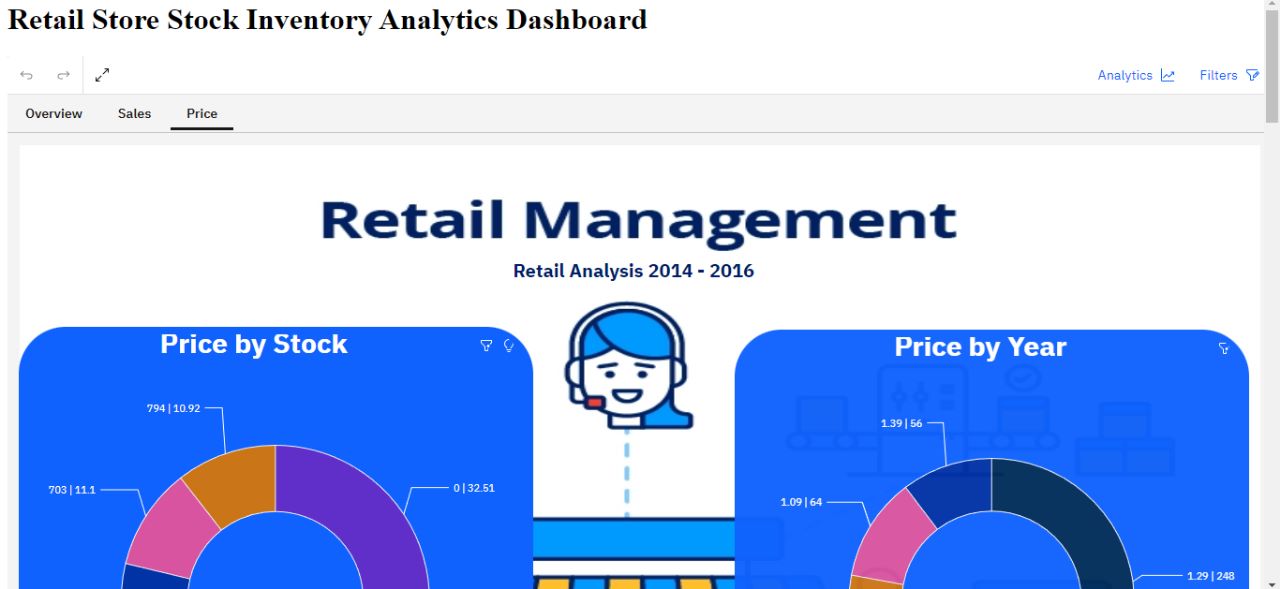 Retail Store Stock Inventory Analytics Dashboard
Analytics
Filters
Overview
Sales
Price
Retail Management
Retail Analysis 2014 - 2016
Price by Stock
794 | 10.92
703 | 11.1
0 | 32.51
Price by Year
1.39 | 56
1.09 | 64
1.29 | 248